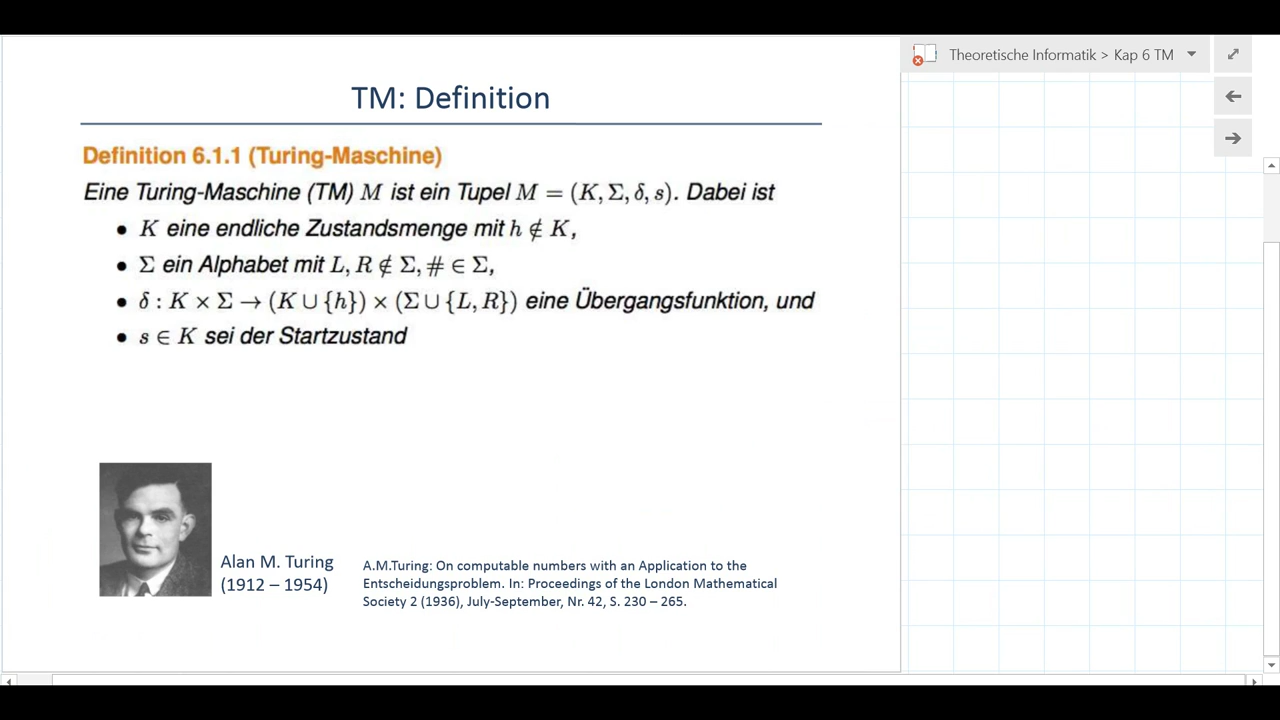 TM: Definition
Theoretische Informatik > Kap 6 TM
Definition 6.1.1 (Turing-Maschine)
Eine Turing-Maschine (TM) M ist ein Tupel M = (K, Σ, δ, s). Dabei ist
• K eine endliche Zustandsmenge mit h ∉ K,
• Σ ein Alphabet mit L, R ∉ Σ, # ∈ Σ,
• δ : K × Σ → (K ∪ {h}) × (Σ ∪ {L, R}) eine Übergangsfunktion, und
• s ∈ K sei der Startzustand
Alan M. Turing
(1912 – 1954)
A.M.Turing: On computable numbers with an Application to the
Entscheidungsproblem. In: Proceedings of the London Mathematical
Society 2 (1936), July-September, Nr. 42, S. 230 – 265.